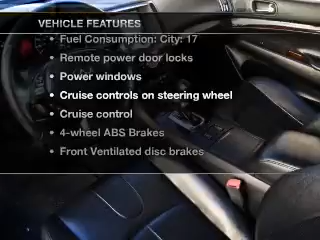 VEHICLE FEATURES
• Fuel Consumption: City: 17
• Remote power door locks
• Power windows
• Cruise controls on steering wheel
• Cruise control
• 4-wheel ABS Brakes
• Front Ventilated disc brakes